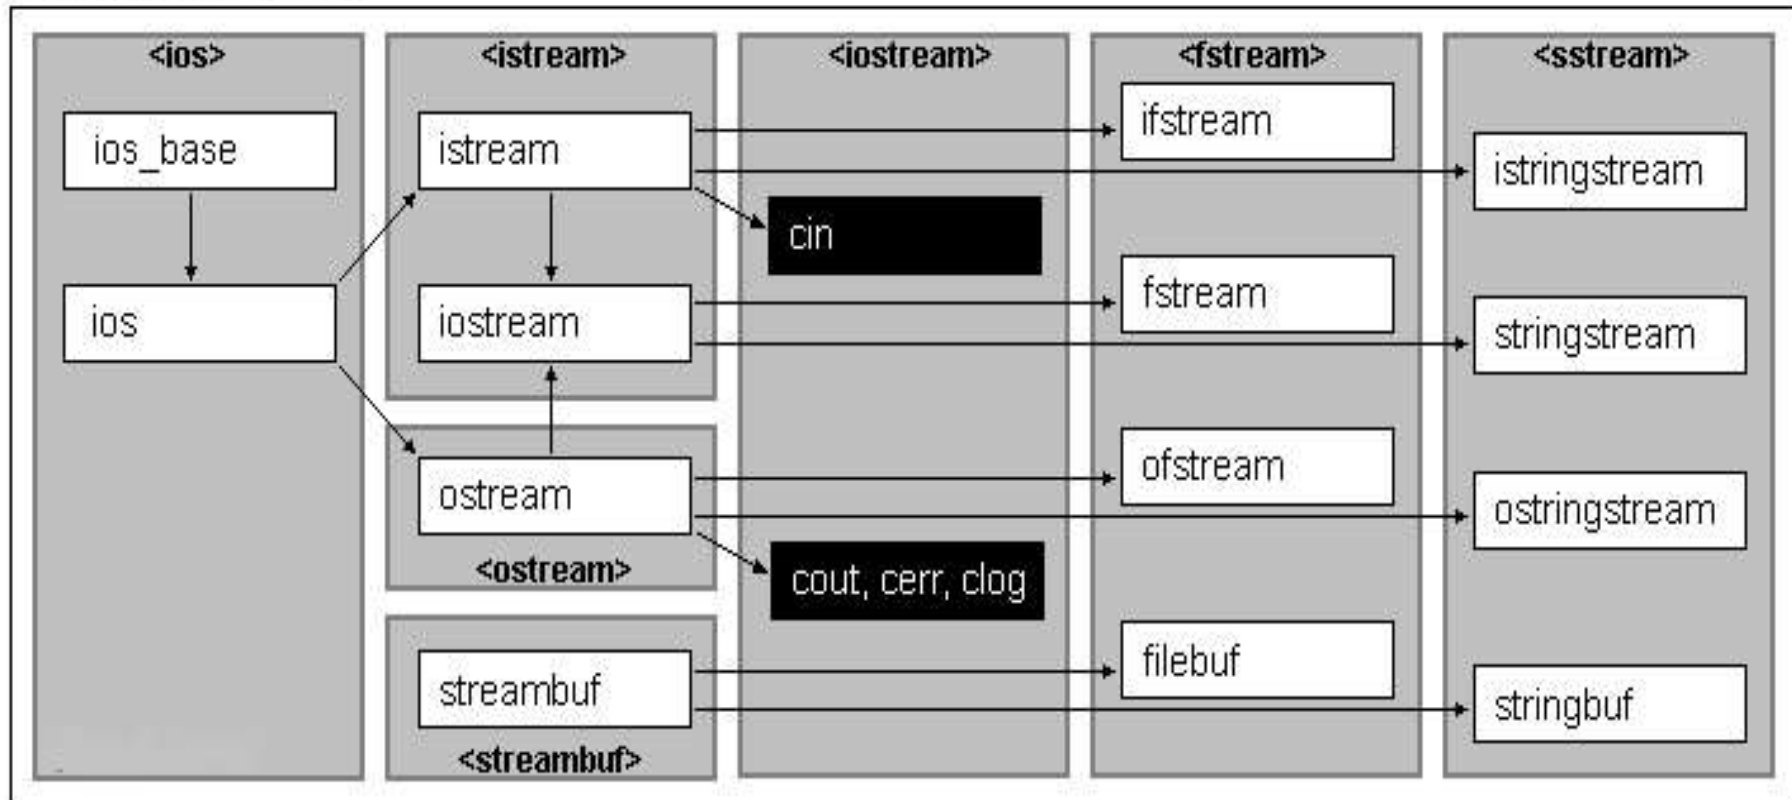 <ios>
ios_base
ios
<istream>
istream
iostream
ostream
<ostream>
streambuf
<streambuf>
<iostream>
cin
cout, cerr, clog
<fstream>
ifstream
fstream
ofstream
filebuf
<sstream>
istringstream
stringstream
ostringstream
stringbuf